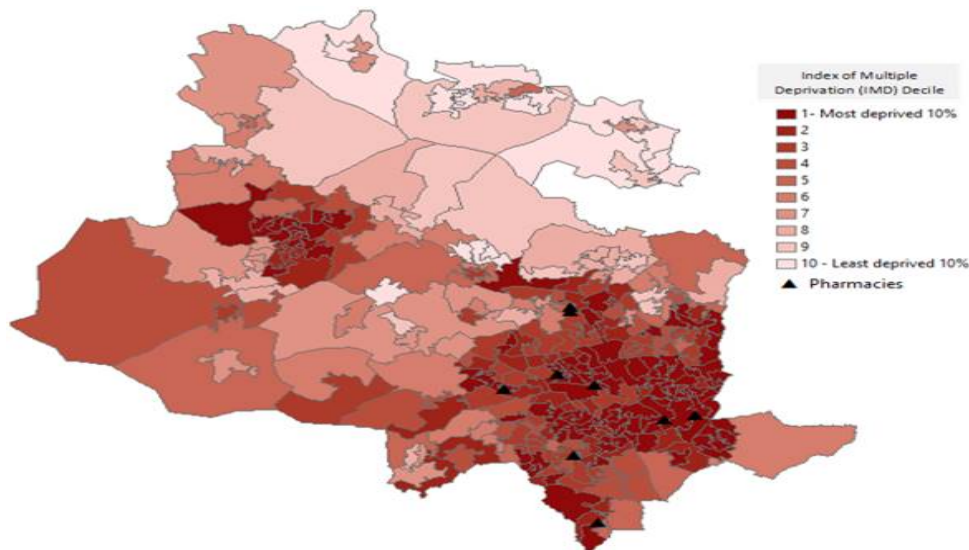 Index of Multiple
Deprivation (IMD) Decile
1- Most deprived 10%
2
3
4
5
6
7
8
9
10 - Least deprived 10%
Pharmacies